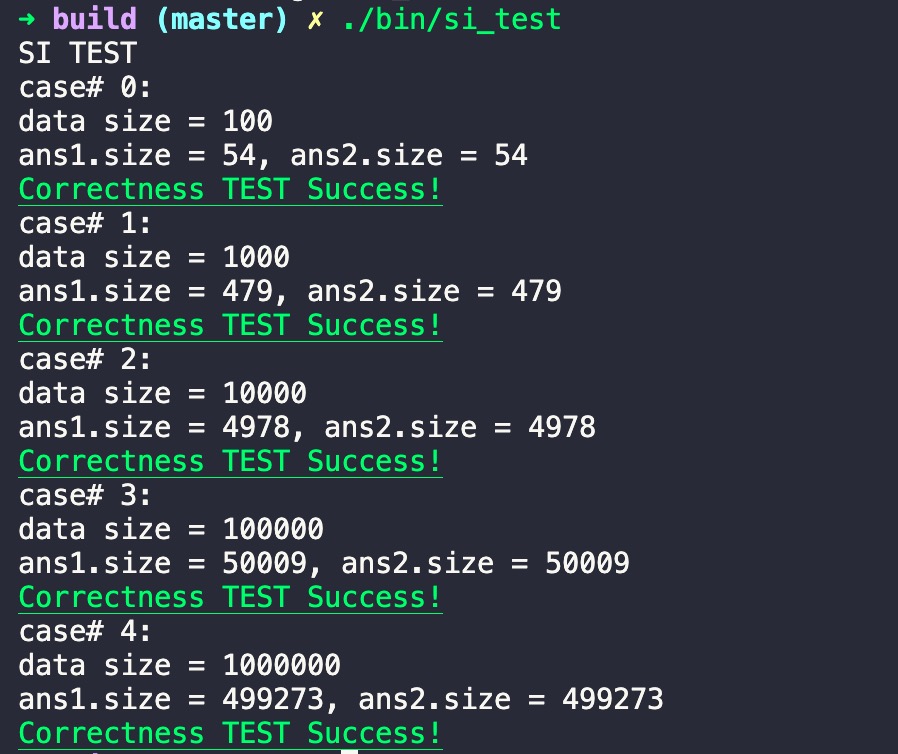 → build (master) ✗ ./bin/si_test
SI TEST
case# 0:
data size = 100
ans1.size = 54, ans2.size = 54
Correctness TEST Success!
case# 1:
data size = 1000
ans1.size = 479, ans2.size = 479
Correctness TEST Success!
case# 2:
data size = 10000
ans1.size = 4978, ans2.size = 4978
Correctness TEST Success!
case# 3:
data size = 100000
ans1.size = 50009, ans2.size = 50009
Correctness TEST Success!
case# 4:
data size = 1000000
ans1.size = 499273, ans2.size = 499273
Correctness TEST Success!